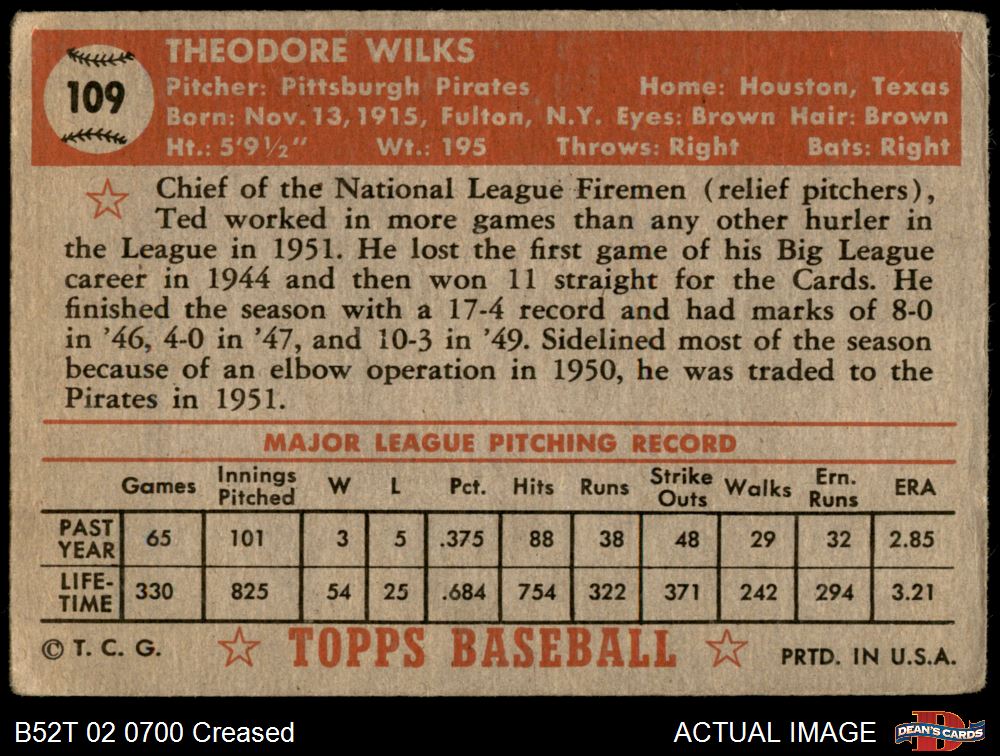 109
THEODORE WILKS
Pitcher: Pittsburgh Pirates Home: Houston, Texas
Born: Nov. 13, 1915, Fulton, N.Y. Eyes: Brown Hair: Brown
Ht.: 5'9½" Wt.: 195 Throws: Right Bats: Right
Chief of the National League Firemen (relief pitchers),
Ted worked in more games than any other hurler in
the League in 1951. He lost the first game of his Big League
career in 1944 and then won 11 straight for the Cards. He
finished the season with a 17-4 record and had marks of 8-0
in '46, 4-0 in '47, and 10-3 in '49. Sidelined most of the season
because of an elbow operation in 1950, he was traded to the
Pirates in 1951.
MAJOR LEAGUE PITCHING RECORD
Games Innings Pitched W L Pct. Hits Runs Strike Outs Walks Ern. Runs ERA
PAST YEAR 65 101 3 5 .375 88 38 48 29 32 2.85
LIFE-TIME 330 825 54 25 .684 754 322 371 242 294 3.21
© T. C. G. TOPPS BASEBALL PRTD. IN U.S.A.
B52T 02 0700 Creased ACTUAL IMAGE D DEAN'S CARDS